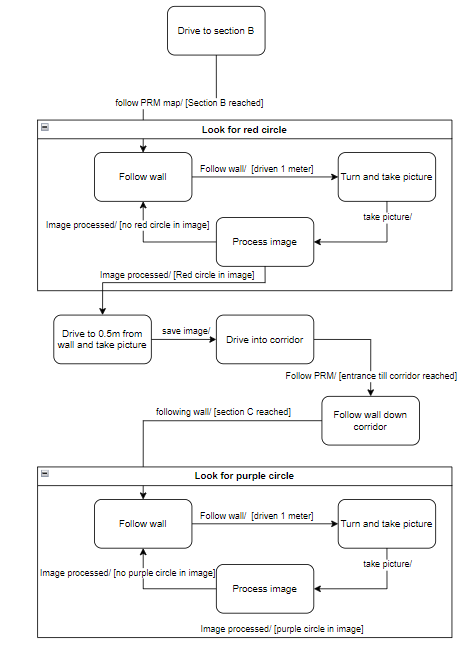 Drive to section B
follow PRM map/ [Section B reached]
Look for red circle
Follow wall
Follow wall/  [driven 1 meter]
Turn and take picture
take picture/
Image processed/ [no red circle in image]
Process image
Image processed/ [Red circle in image]
Drive to 0.5m from
wall and take picture
save image/
Drive into corridor
Follow PRM/ [entrance till corridor reached]
following wall/ [section C reached]
Follow wall down
corridor
Look for purple circle
Follow wall
Follow wall/  [driven 1 meter]
Turn and take picture
take picture/
Image processed/ [no purple circle in image]
Process image
Image processed/ [purple circle in image]